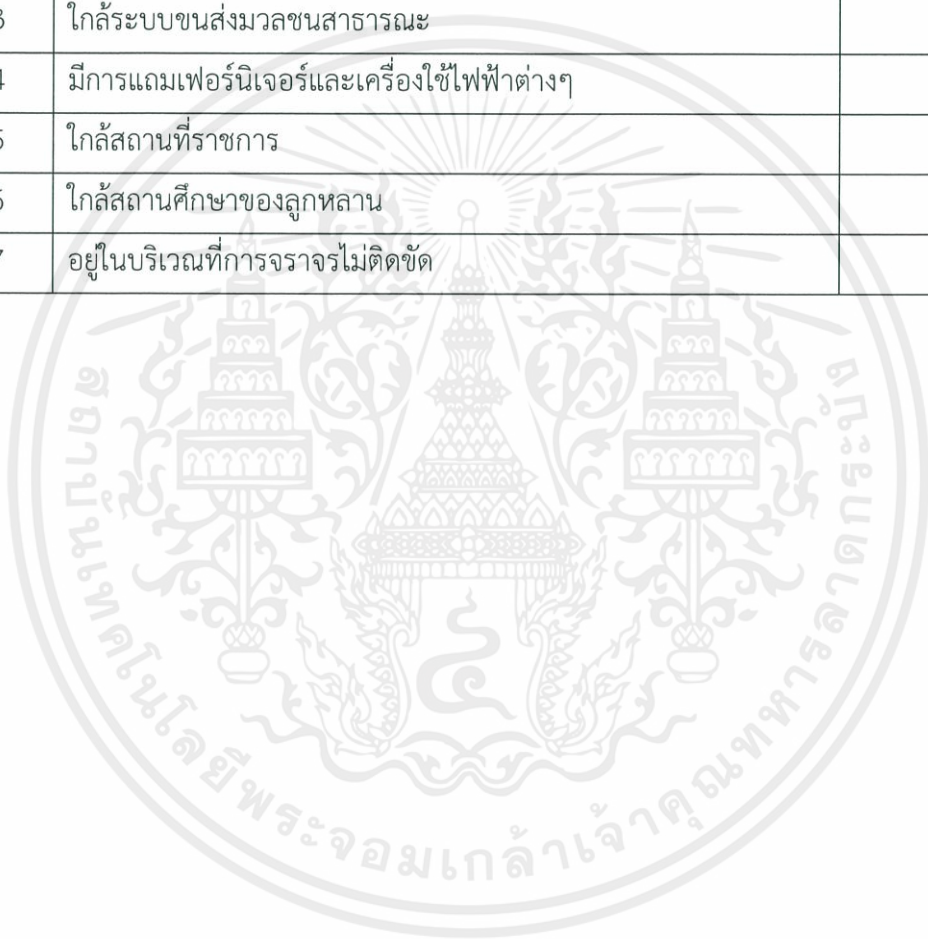 3 ใกล้ระบบขนส่งมวลชนสาธารณะ
4 มีการแถมเฟอร์นิเจอร์และเครื่องใช้ไฟฟ้าต่างๆ
5 ใกล้สถานที่ราชการ
6 ใกล้สถานศึกษาของลูกหลาน
7 อยู่ในบริเวณที่การจราจรไม่ติดขัด
สถาบันเทคโนโลยีพระจอมเกล้าเจ้าคุณทหารลาดกระบัง
๔